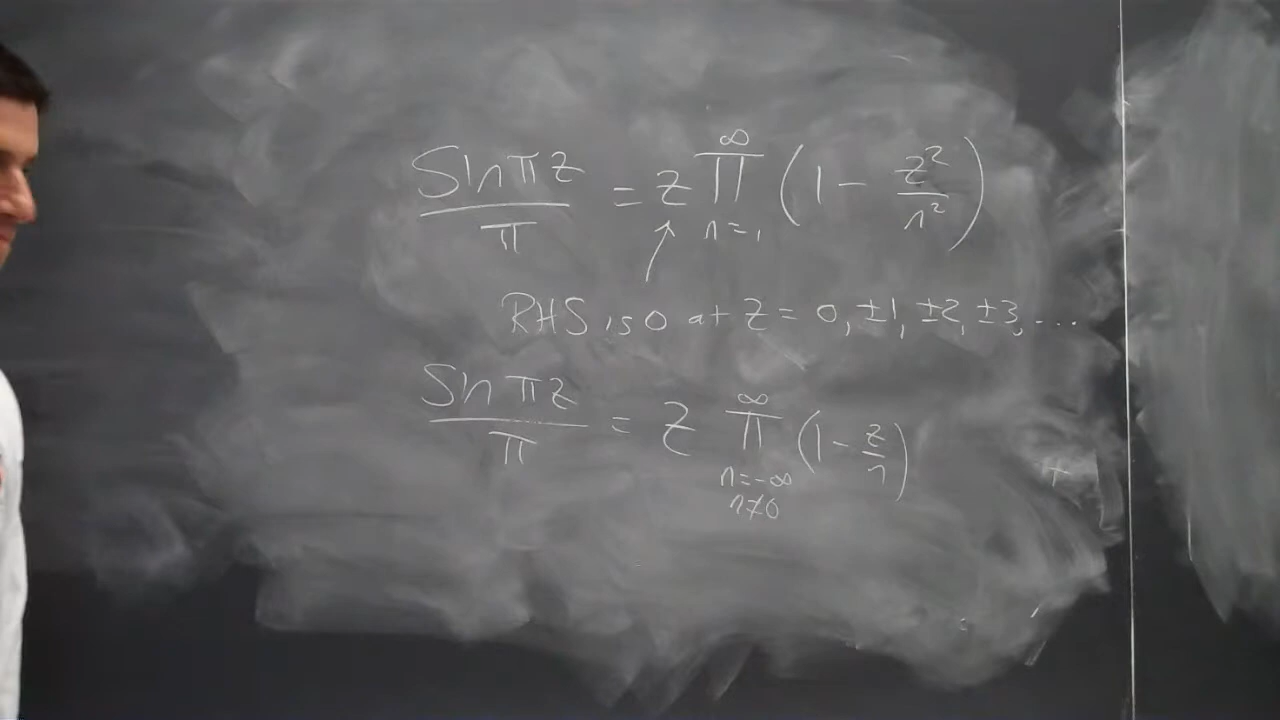 sin πz / π = z ∏_{n=1}^{∞} (1 - z²/n²)
RHS is 0 at z = 0, ±1, ±2, ±3, ...
sin πz / π = z ∏_{n=-∞, n≠0}^{∞} (1 - z/n)